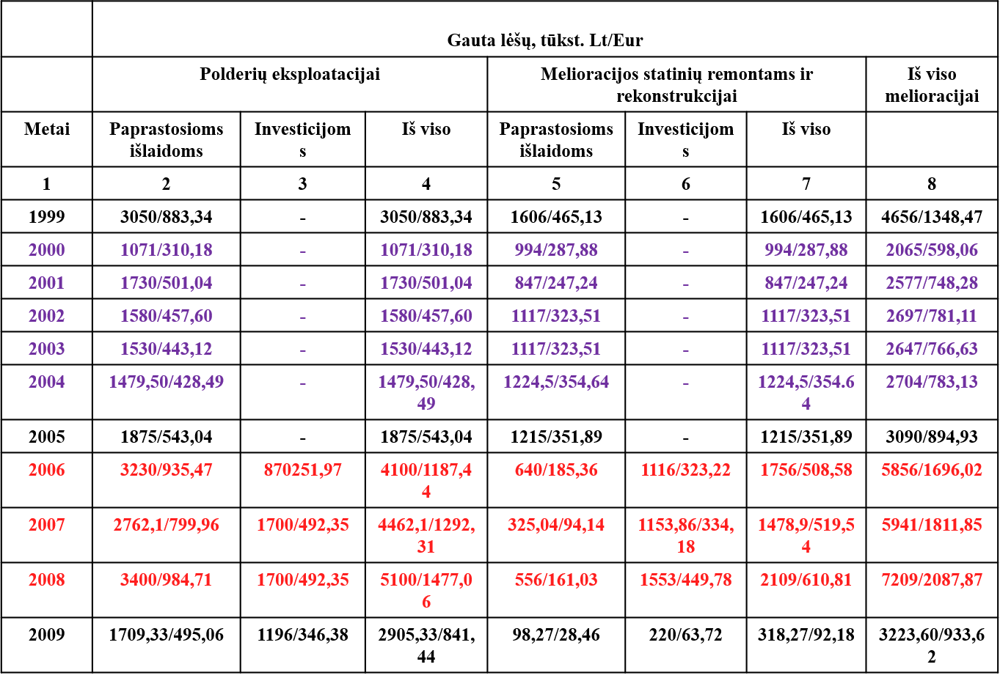 Gauta lėšų, tūkst. Lt/Eur
Polderių eksploatacijai Melioracijos statinių remontams ir rekonstrukcijai Iš viso melioracijai
Metai Paprastosioms išlaidoms Investicijoms Iš viso Paprastosioms išlaidoms Investicijoms Iš viso
1 2 3 4 5 6 7 8
1999 3050/883,34 - 3050/883,34 1606/465,13 - 1606/465,13 4656/1348,47
2000 1071/310,18 - 1071/310,18 994/287,88 - 994/287,88 2065/598,06
2001 1730/501,04 - 1730/501,04 847/247,24 - 847/247,24 2577/748,28
2002 1580/457,60 - 1580/457,60 1117/323,51 - 1117/323,51 2697/781,11
2003 1530/443,12 - 1530/443,12 1117/323,51 - 1117/323,51 2647/766,63
2004 1479,50/428,49 - 1479,50/428,49 1224,5/354,64 - 1224,5/354.64 2704/783,13
2005 1875/543,04 - 1875/543,04 1215/351,89 - 1215/351,89 3090/894,93
2006 3230/935,47 870251,97 4100/1187,44 640/185,36 1116/323,22 1756/508,58 5856/1696,02
2007 2762,1/799,96 1700/492,35 4462,1/1292,31 325,04/94,14 1153,86/334,18 1478,9/519,54 5941/1811,85
2008 3400/984,71 1700/492,35 5100/1477,06 556/161,03 1553/449,78 2109/610,81 7209/2087,87
2009 1709,33/495,06 1196/346,38 2905,33/841,44 98,27/28,46 220/63,72 318,27/92,18 3223,60/933,62